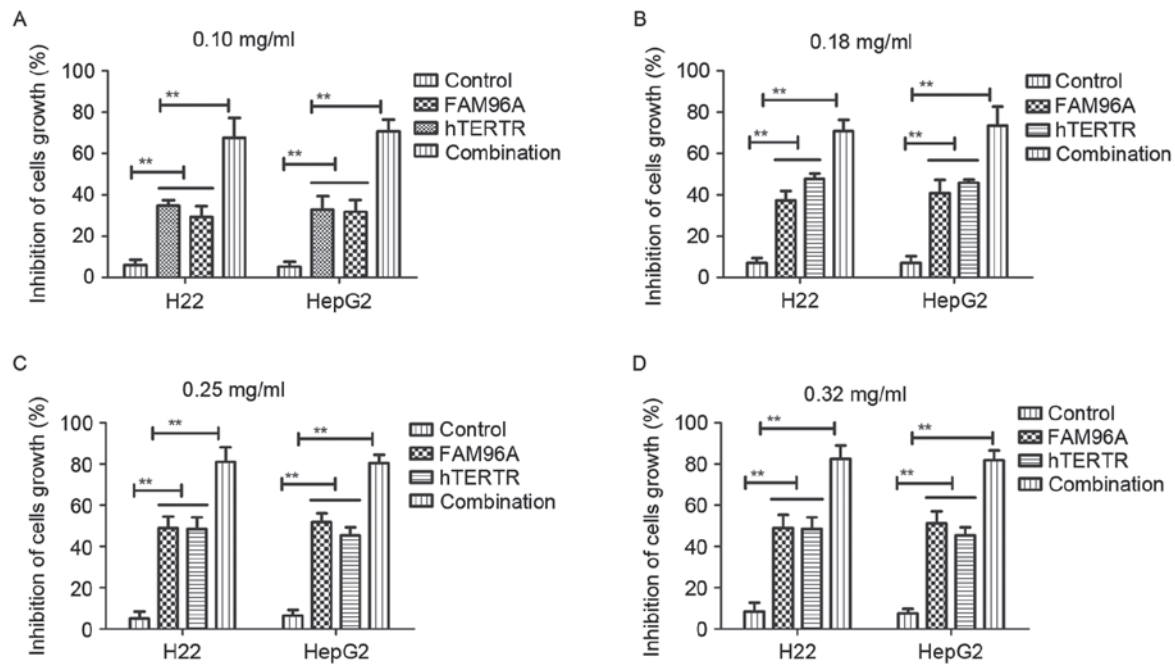 A
0.10 mg/ml
Inhibition of cells growth (%)
100
80
60
40
20
0
**
**
**
**
H22
HepG2
Control
FAM96A
hTERTR
Combination
B
0.18 mg/ml
Inhibition of cells growth (%)
100
80
60
40
20
0
**
**
**
**
H22
HepG2
Control
FAM96A
hTERTR
Combination
C
0.25 mg/ml
Inhibition of cells growth (%)
100
80
60
40
20
0
**
**
**
**
H22
HepG2
Control
FAM96A
hTERTR
Combination
D
0.32 mg/ml
Inhibition of cells growth (%)
100
80
60
40
20
0
**
**
**
**
H22
HepG2
Control
FAM96A
hTERTR
Combination